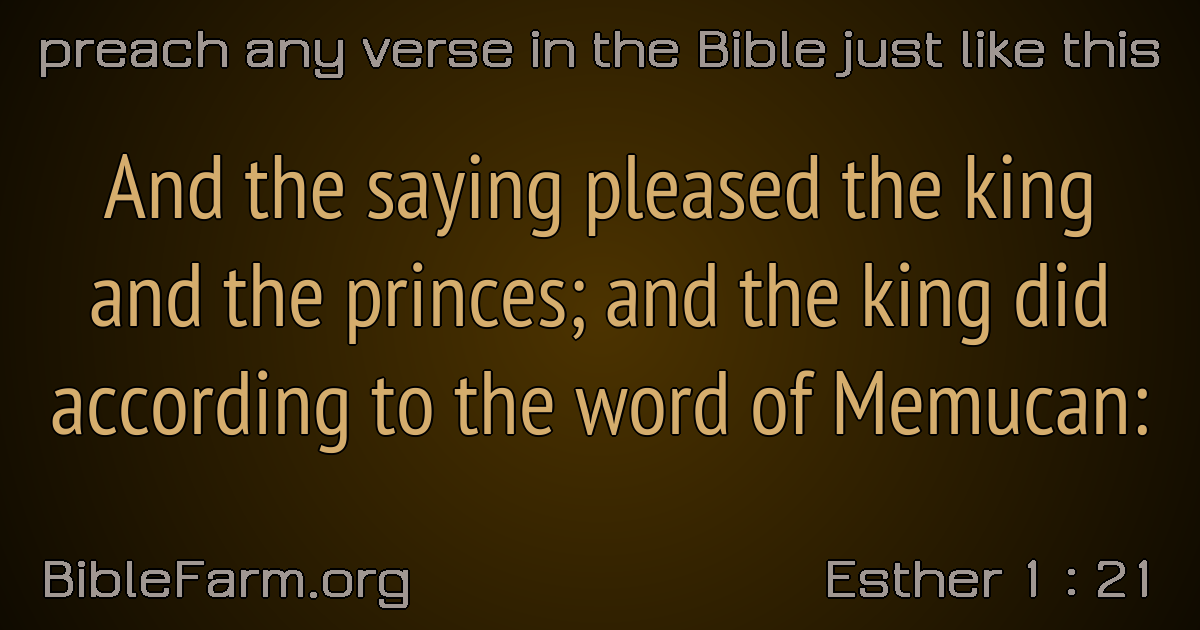 preach any verse in the Bible just like this
And the saying pleased the king
and the princes; and the king did
according to the word of Memucan:
BibleFarm.org
Esther 1 : 21